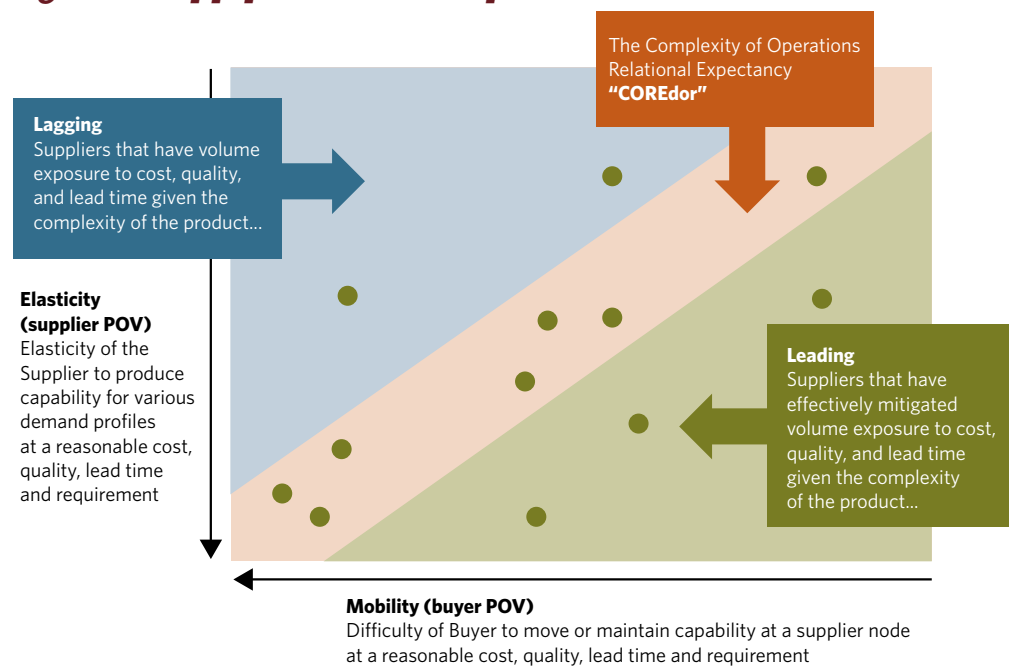 The Complexity of Operations
Relational Expectancy
“COREdor”
Lagging
Suppliers that have volume
exposure to cost, quality,
and lead time given the
complexity of the product...
Elasticity
(supplier POV)
Elasticity of the
Supplier to produce
capability for various
demand profiles
at a reasonable cost,
quality, lead time
and requirement
Leading
Suppliers that have
effectively mitigated
volume exposure to cost,
quality, and lead time
given the complexity
of the product...
Mobility (buyer POV)
Difficulty of Buyer to move or maintain capability at a supplier node
at a reasonable cost, quality, lead time and requirement